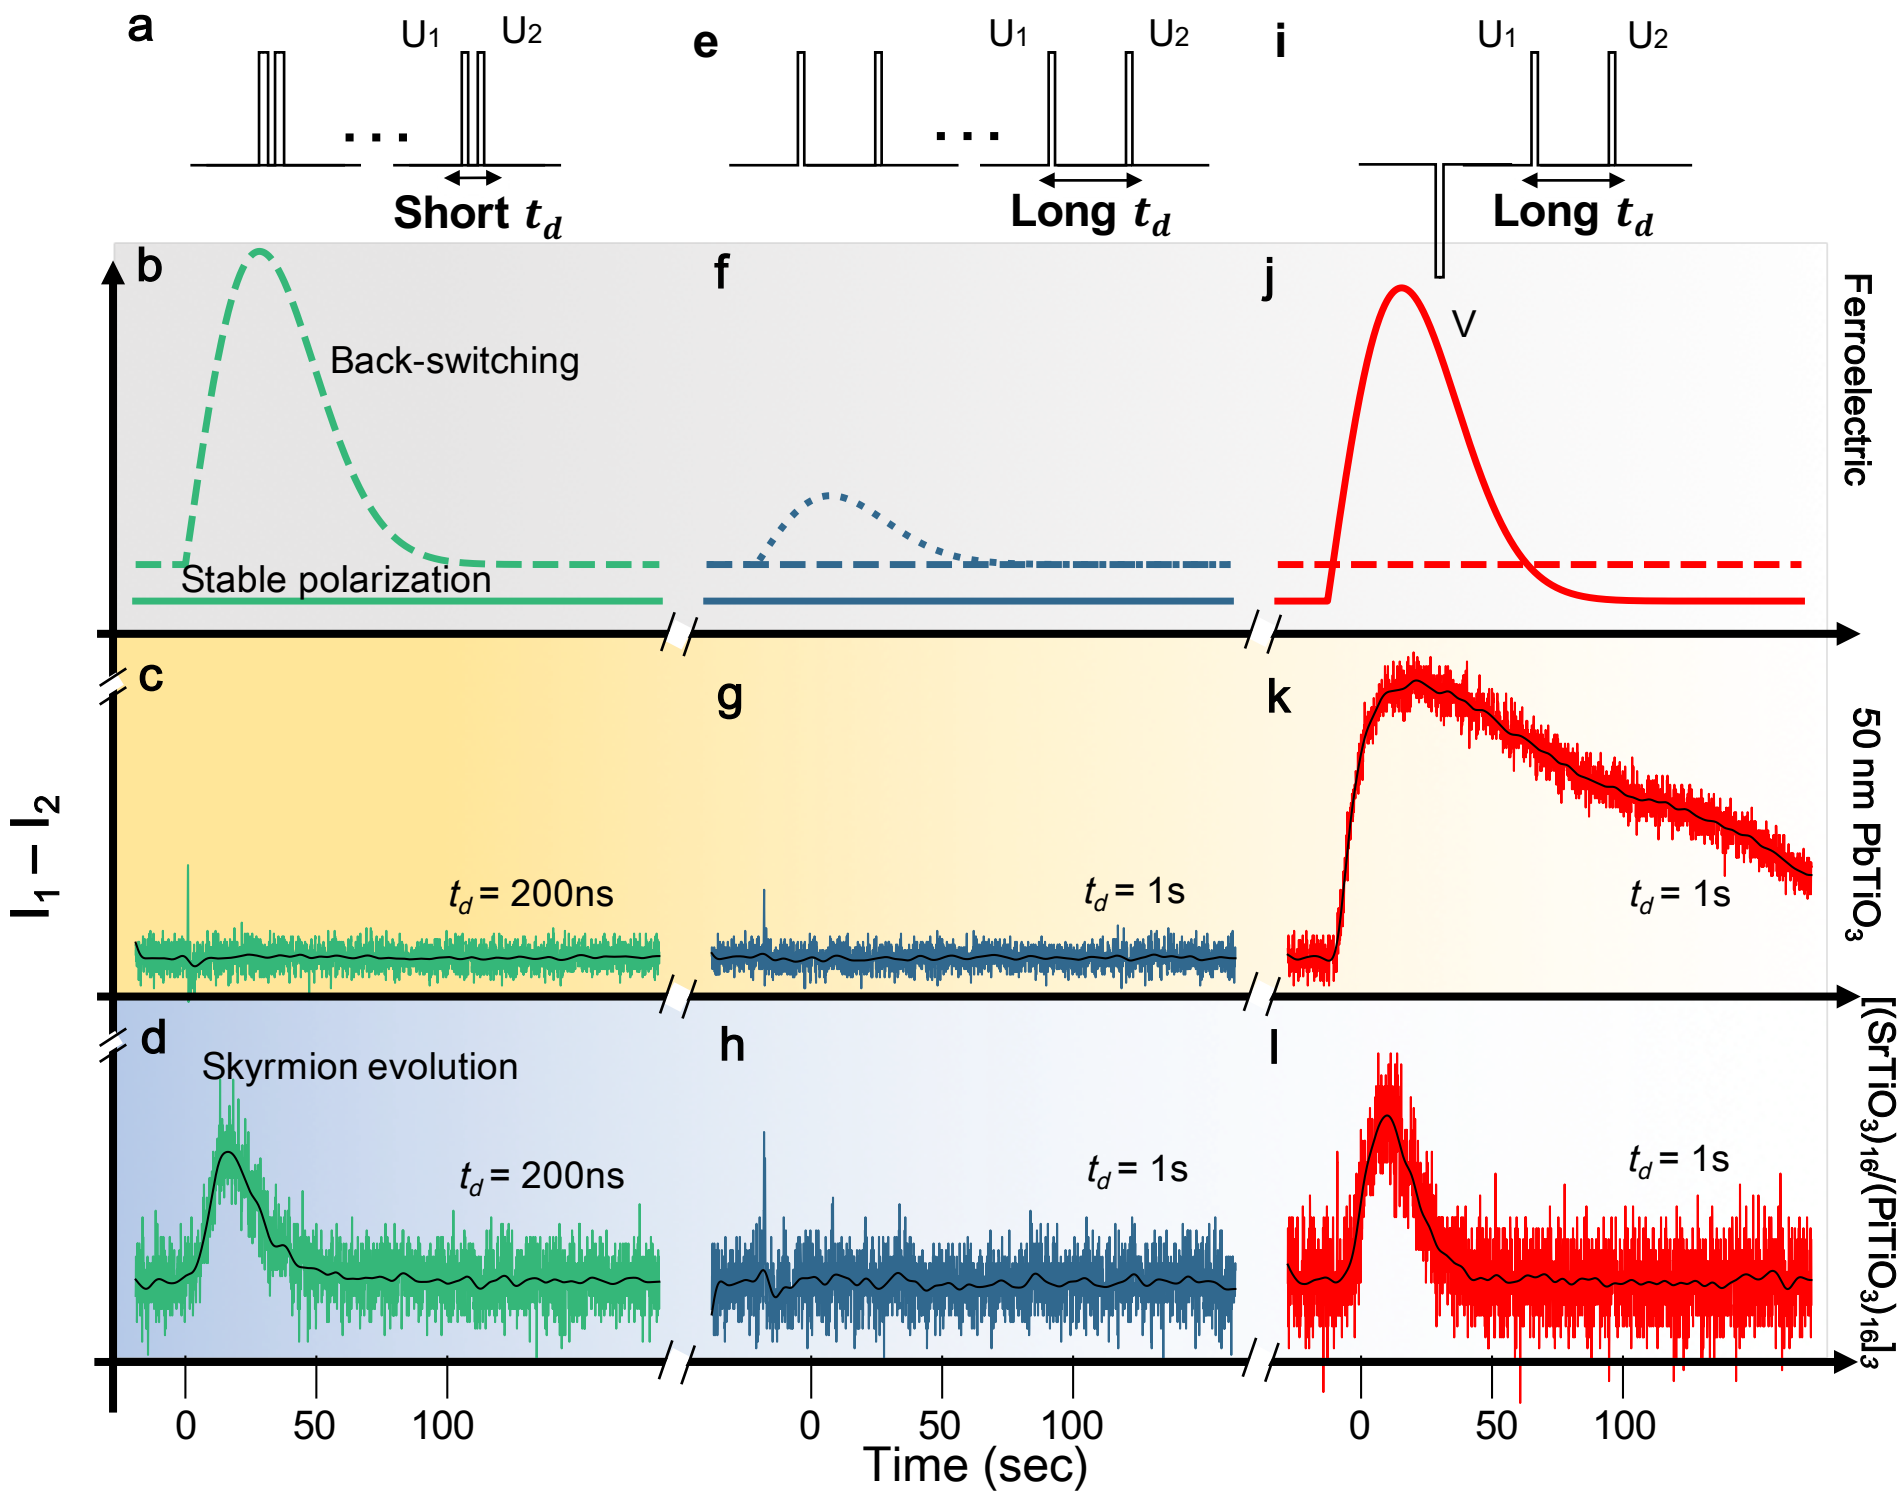 a
U1 U2
. . .
Short td
e
U1 U2
. . .
Long td
i
U1 U2
Long td
b
Back-switching
Stable polarization
f
j
V
Ferroelectric
c
td = 200ns
g
td = 1s
k
td = 1s
50 nm PbTiO3
d
Skyrmion evolution
td = 200ns
h
td = 1s
l
td = 1s
[(SrTiO3)16/(PiTiO3)16]3
I1 – I2
0 50 100 0 50 100 0 50 100
Time (sec)